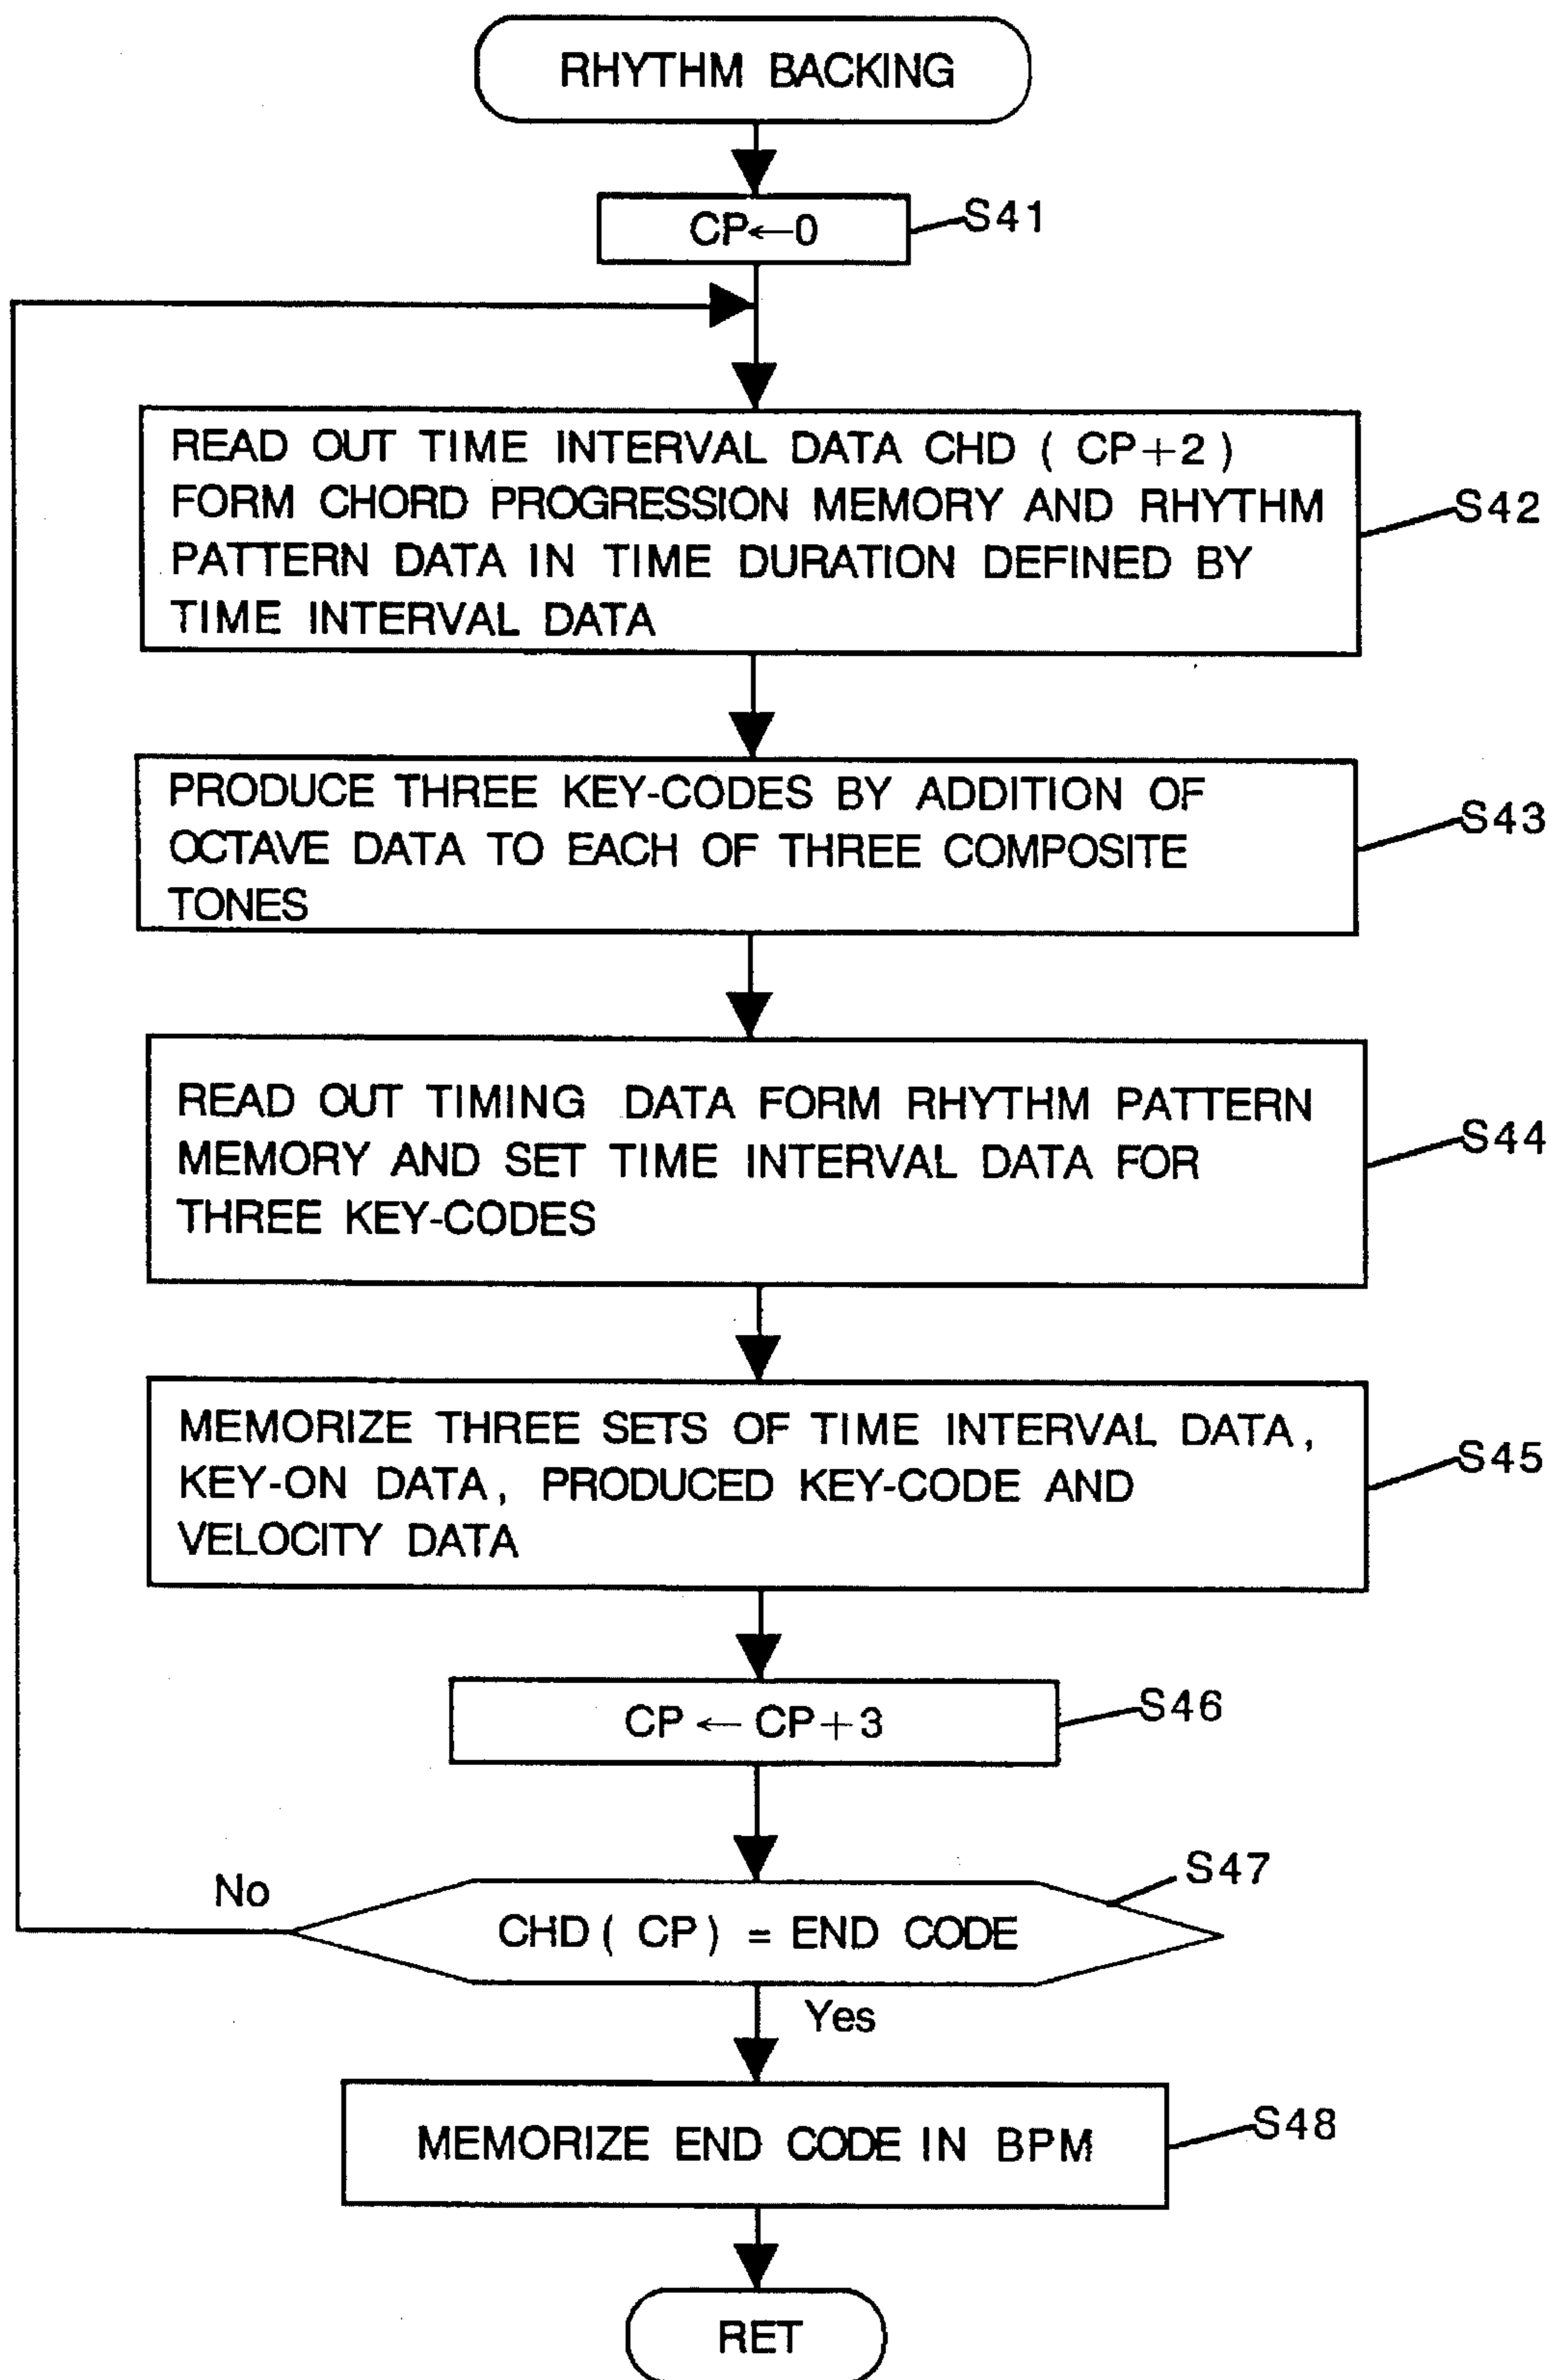 RHYTHM BACKING
CP←0
S41
READ OUT TIME INTERVAL DATA CHD ( CP+2 )
FORM CHORD PROGRESSION MEMORY AND RHYTHM
PATTERN DATA IN TIME DURATION DEFINED BY
TIME INTERVAL DATA
S42
PRODUCE THREE KEY-CODES BY ADDITION OF
OCTAVE DATA TO EACH OF THREE COMPOSITE
TONES
S43
READ OUT TIMING DATA FORM RHYTHM PATTERN
MEMORY AND SET TIME INTERVAL DATA FOR
THREE KEY-CODES
S44
MEMORIZE THREE SETS OF TIME INTERVAL DATA,
KEY-ON DATA, PRODUCED KEY-CODE AND
VELOCITY DATA
S45
CP ← CP+3
S46
S47
No
CHD ( CP ) = END CODE
Yes
MEMORIZE END CODE IN BPM
S48
RET